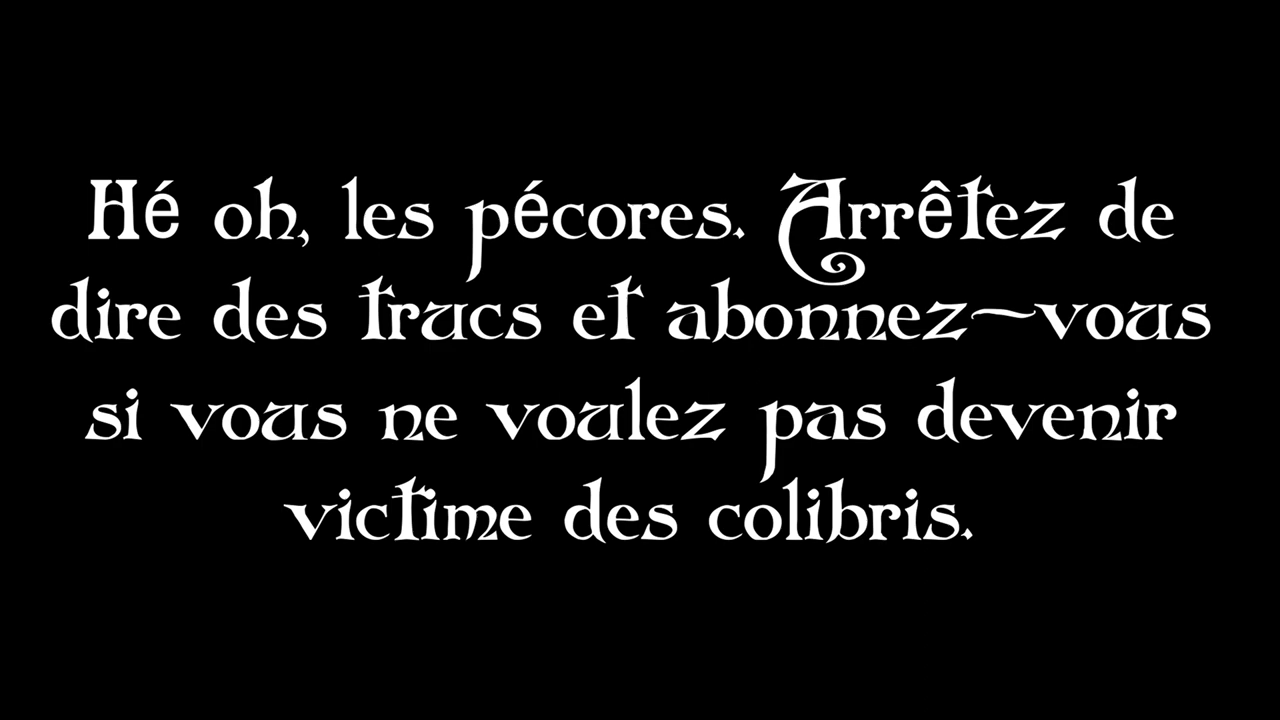 Hé oh, les pécores. Arrêtez de
dire des trucs et abonnez-vous
si vous ne voulez pas devenir
victime des colibris.